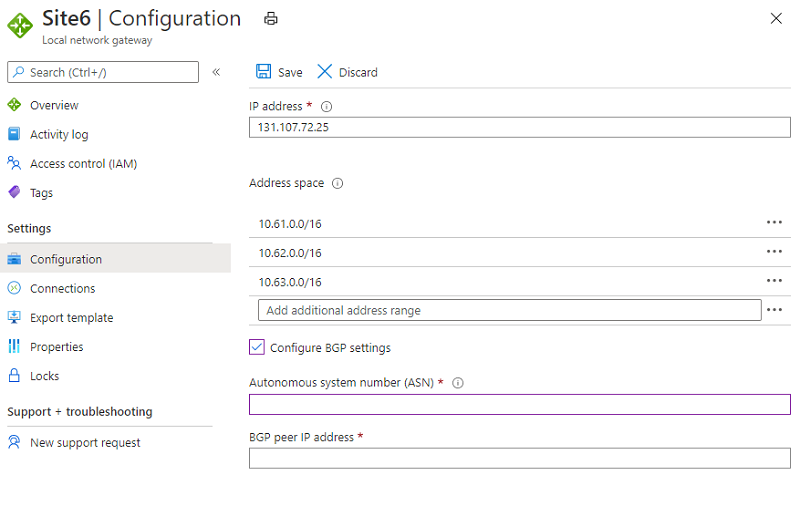 Site6 | Configuration
Local network gateway
Search (Ctrl+/)
«
Overview
Activity log
Access control (IAM)
Tags
Settings
Configuration
Connections
Export template
Properties
Locks
Support + troubleshooting
New support request
Save
Discard
IP address *
131.107.72.25
Address space
10.61.0.0/16
10.62.0.0/16
10.63.0.0/16
Add additional address range
Configure BGP settings
Autonomous system number (ASN) *
BGP peer IP address *